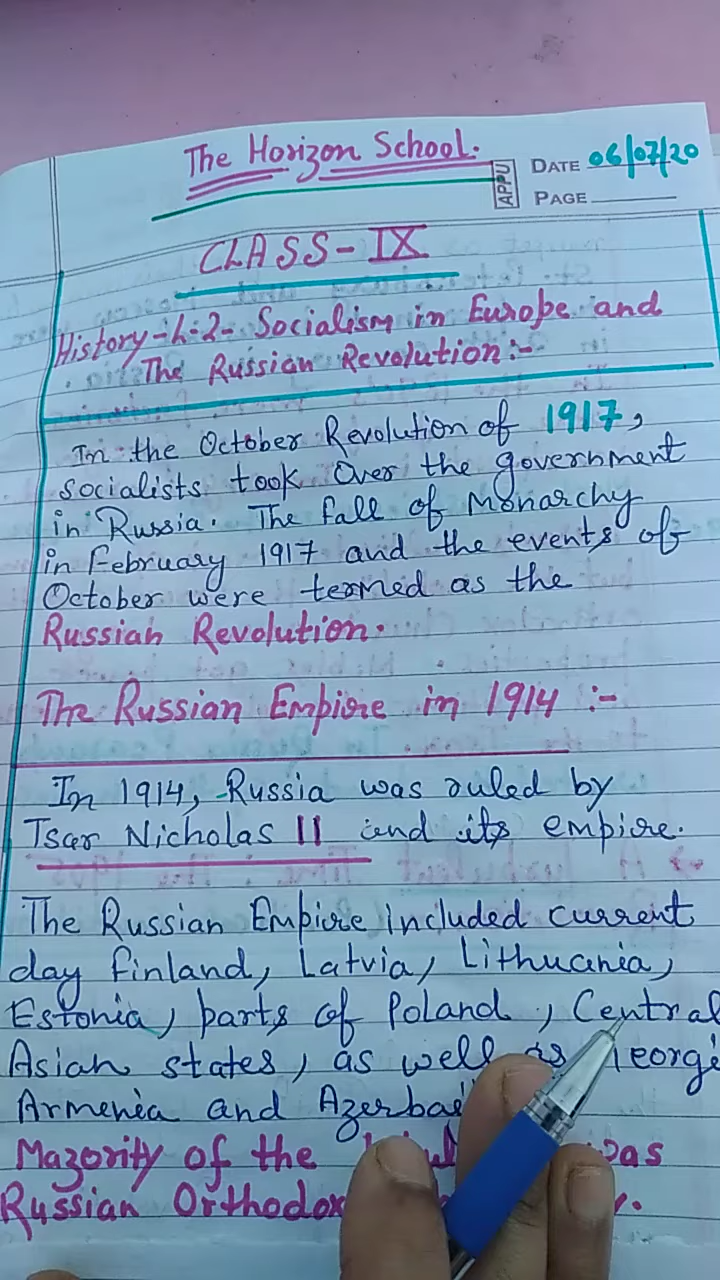 The Horizon School.
APPU
DATE 06/07/20
PAGE
CLASS-IX
History-L-2- Socialism in Europe and
The Russian Revolution:-
In the October Revolution of 1917,
socialists took over the government
in Russia. The fall of Monarchy
in February 1917 and the events of
October were termed as the
Russian Revolution.
The Russian Empire in 1914 :-
In 1914, Russia was ruled by
Tsar Nicholas II and its empire.
The Russian Empire included current
day finland, Latvia, Lithuania,
Estonia, parts of Poland, Central
Asian states, as well as
Armenia and
Mazority of the
Russian Orthodox